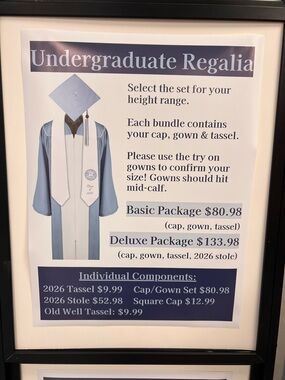 Undergraduate Regalia
Select the set for your
height range.
Each bundle contains
your cap, gown & tassel.
Please use the try on
gowns to confirm your
size! Gowns should hit
mid-calf.
Basic Package $80.98
(cap, gown, tassel)
Deluxe Package $133.98
(cap, gown, tassel, 2026 stole)
Individual Components:
2026 Tassel $9.99 Cap/Gown Set $80.98
2026 Stole $52.98 Square Cap $12.99
Old Well Tassel: $9.99